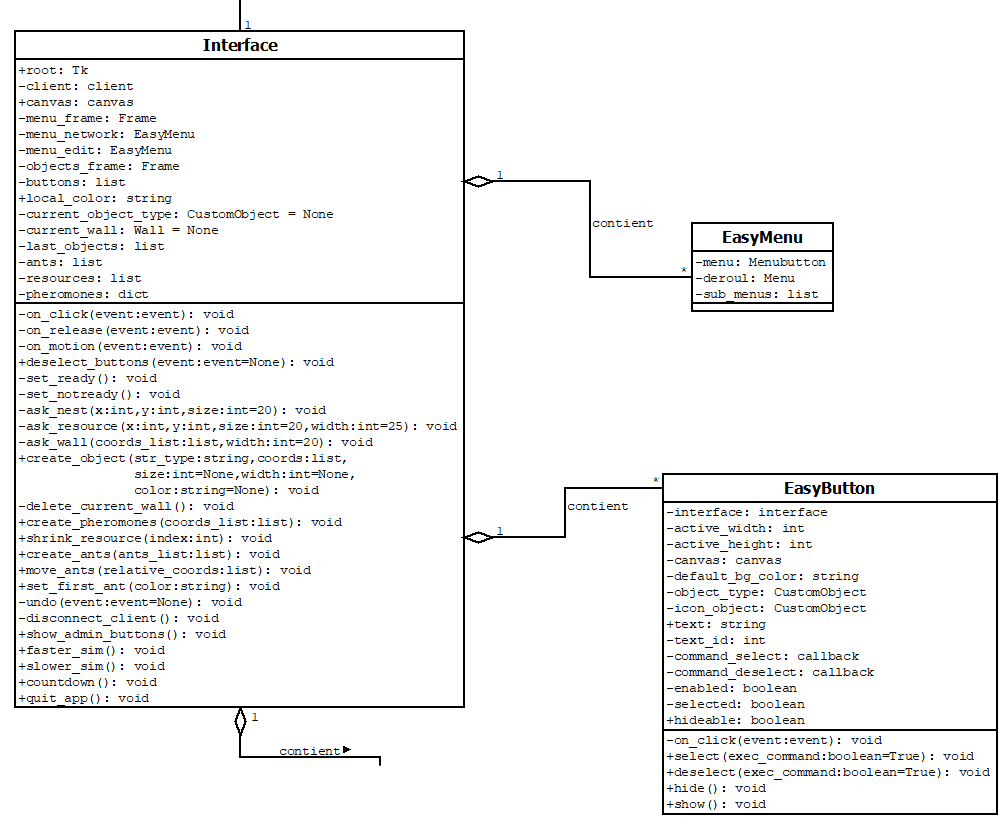 1
Interface
+root: Tk
-client: client
+canvas: canvas
-menu_frame: Frame
-menu_network: EasyMenu
-menu_edit: EasyMenu
-objects_frame: Frame
-buttons: list
+local_color: string
-current_object_type: CustomObject = None
-current_wall: Wall = None
-last_objects: list
-ants: list
-resources: list
-pheromones: dict
-on_click(event:event): void
-on_release(event:event): void
-on_motion(event:event): void
+deselect_buttons(event:event=None): void
-set_ready(): void
-set_notready(): void
-ask_nest(x:int,y:int,size:int=20): void
-ask_resource(x:int,y:int,size:int=20,width:int=25): void
-ask_wall(coords_list:list,width:int=20): void
+create_object(str_type:string,coords:list,
size:int=None,width:int=None,
color:string=None): void
-delete_current_wall(): void
+create_pheromones(coords_list:list): void
+shrink_resource(index:int): void
+create_ants(ants_list:list): void
+move_ants(relative_coords:list): void
+set_first_ant(color:string): void
-undo(event:event=None): void
-disconnect_client(): void
+show_admin_buttons(): void
+faster_sim(): void
+slower_sim(): void
+countdown(): void
+quit_app(): void
1
contient
*
EasyMenu
-menu: Menubutton
-deroul: Menu
-sub_menus: list
1
contient
*
EasyButton
-interface: interface
-active_width: int
-active_height: int
-canvas: canvas
-default_bg_color: string
-object_type: CustomObject
-icon_object: CustomObject
+text: string
-text_id: int
-command_select: callback
-command_deselect: callback
-enabled: boolean
-selected: boolean
+hideable: boolean
-on_click(event:event): void
+select(exec_command:boolean=True): void
+deselect(exec_command:boolean=True): void
+hide(): void
+show(): void
1
contient